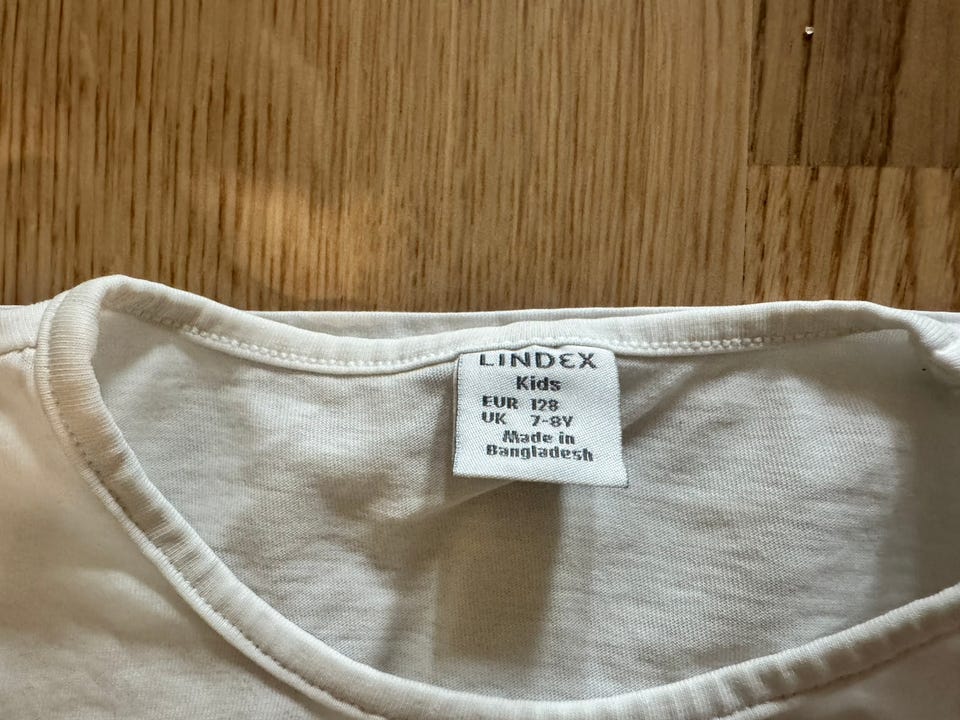 LINDEX
Kids
EUR 128
UK 7-8Y
Made in
Bangladesh